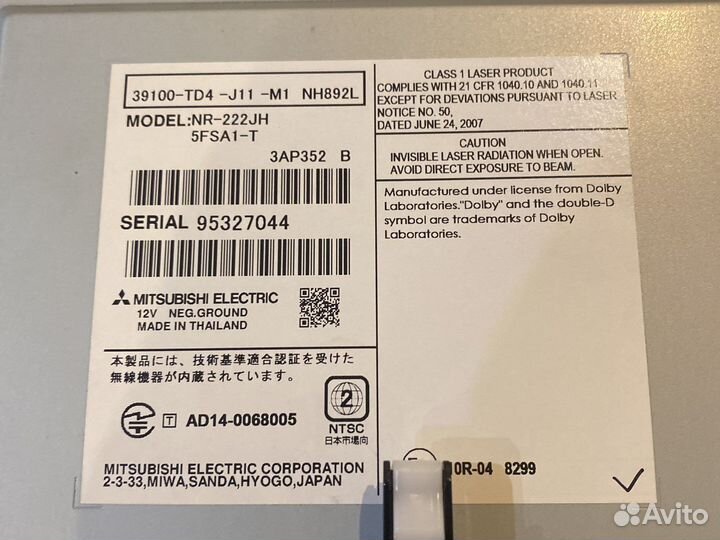 39100-TD4 -J11 -M1 NH892L
MODEL:NR-222JH
5FSA1-T
3AP352 B
SERIAL 95327044
MITSUBISHI ELECTRIC
12V NEG.GROUND
MADE IN THAILAND
本製品には、技術基準適合認証を受けた
無線機器が内蔵されています。
T AD14-0068005
2
NTSC
日本市場向
MITSUBISHI ELECTRIC CORPORATION
2-3-33,MIWA,SANDA,HYOGO,JAPAN
CLASS 1 LASER PRODUCT
COMPLIES WITH 21 CFR 1040.10 AND 1040.11
EXCEPT FOR DEVIATIONS PURSUANT TO LASER
NOTICE NO. 50,
DATED JUNE 24, 2007
CAUTION
INVISIBLE LASER RADIATION WHEN OPEN.
AVOID DIRECT EXPOSURE TO BEAM.
Manufactured under license from Dolby
Laboratories."Dolby" and the double-D
symbol are trademarks of Dolby
Laboratories.
0R-04 8299
Avito